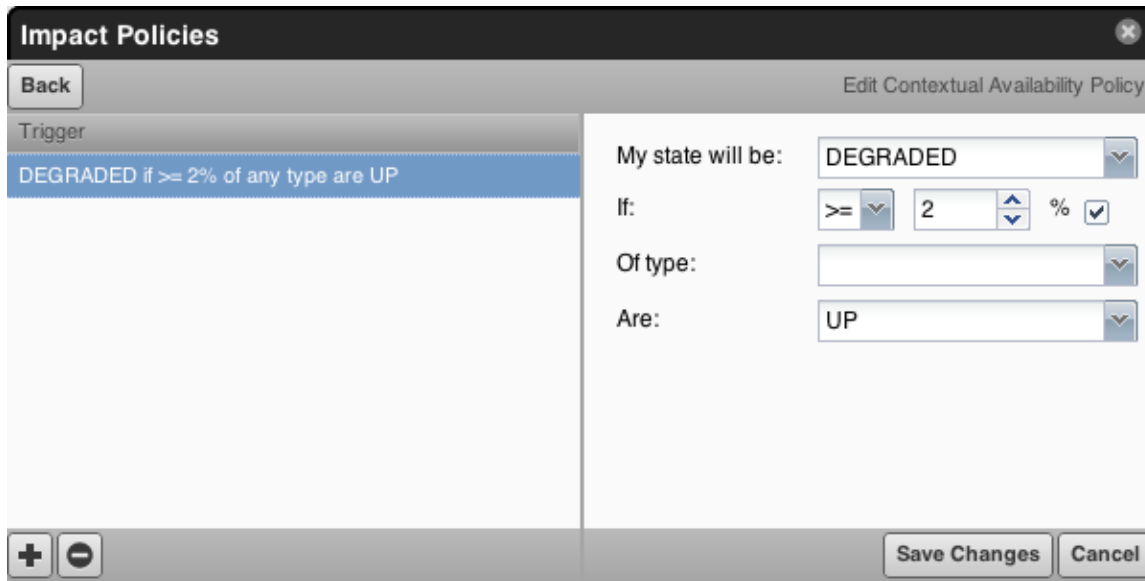 Impact Policies
Back
Edit Contextual Availability Policy
Trigger
DEGRADED if >= 2% of any type are UP
My state will be: DEGRADED
If: >= 2 %
Of type:
Are: UP
Save Changes Cancel